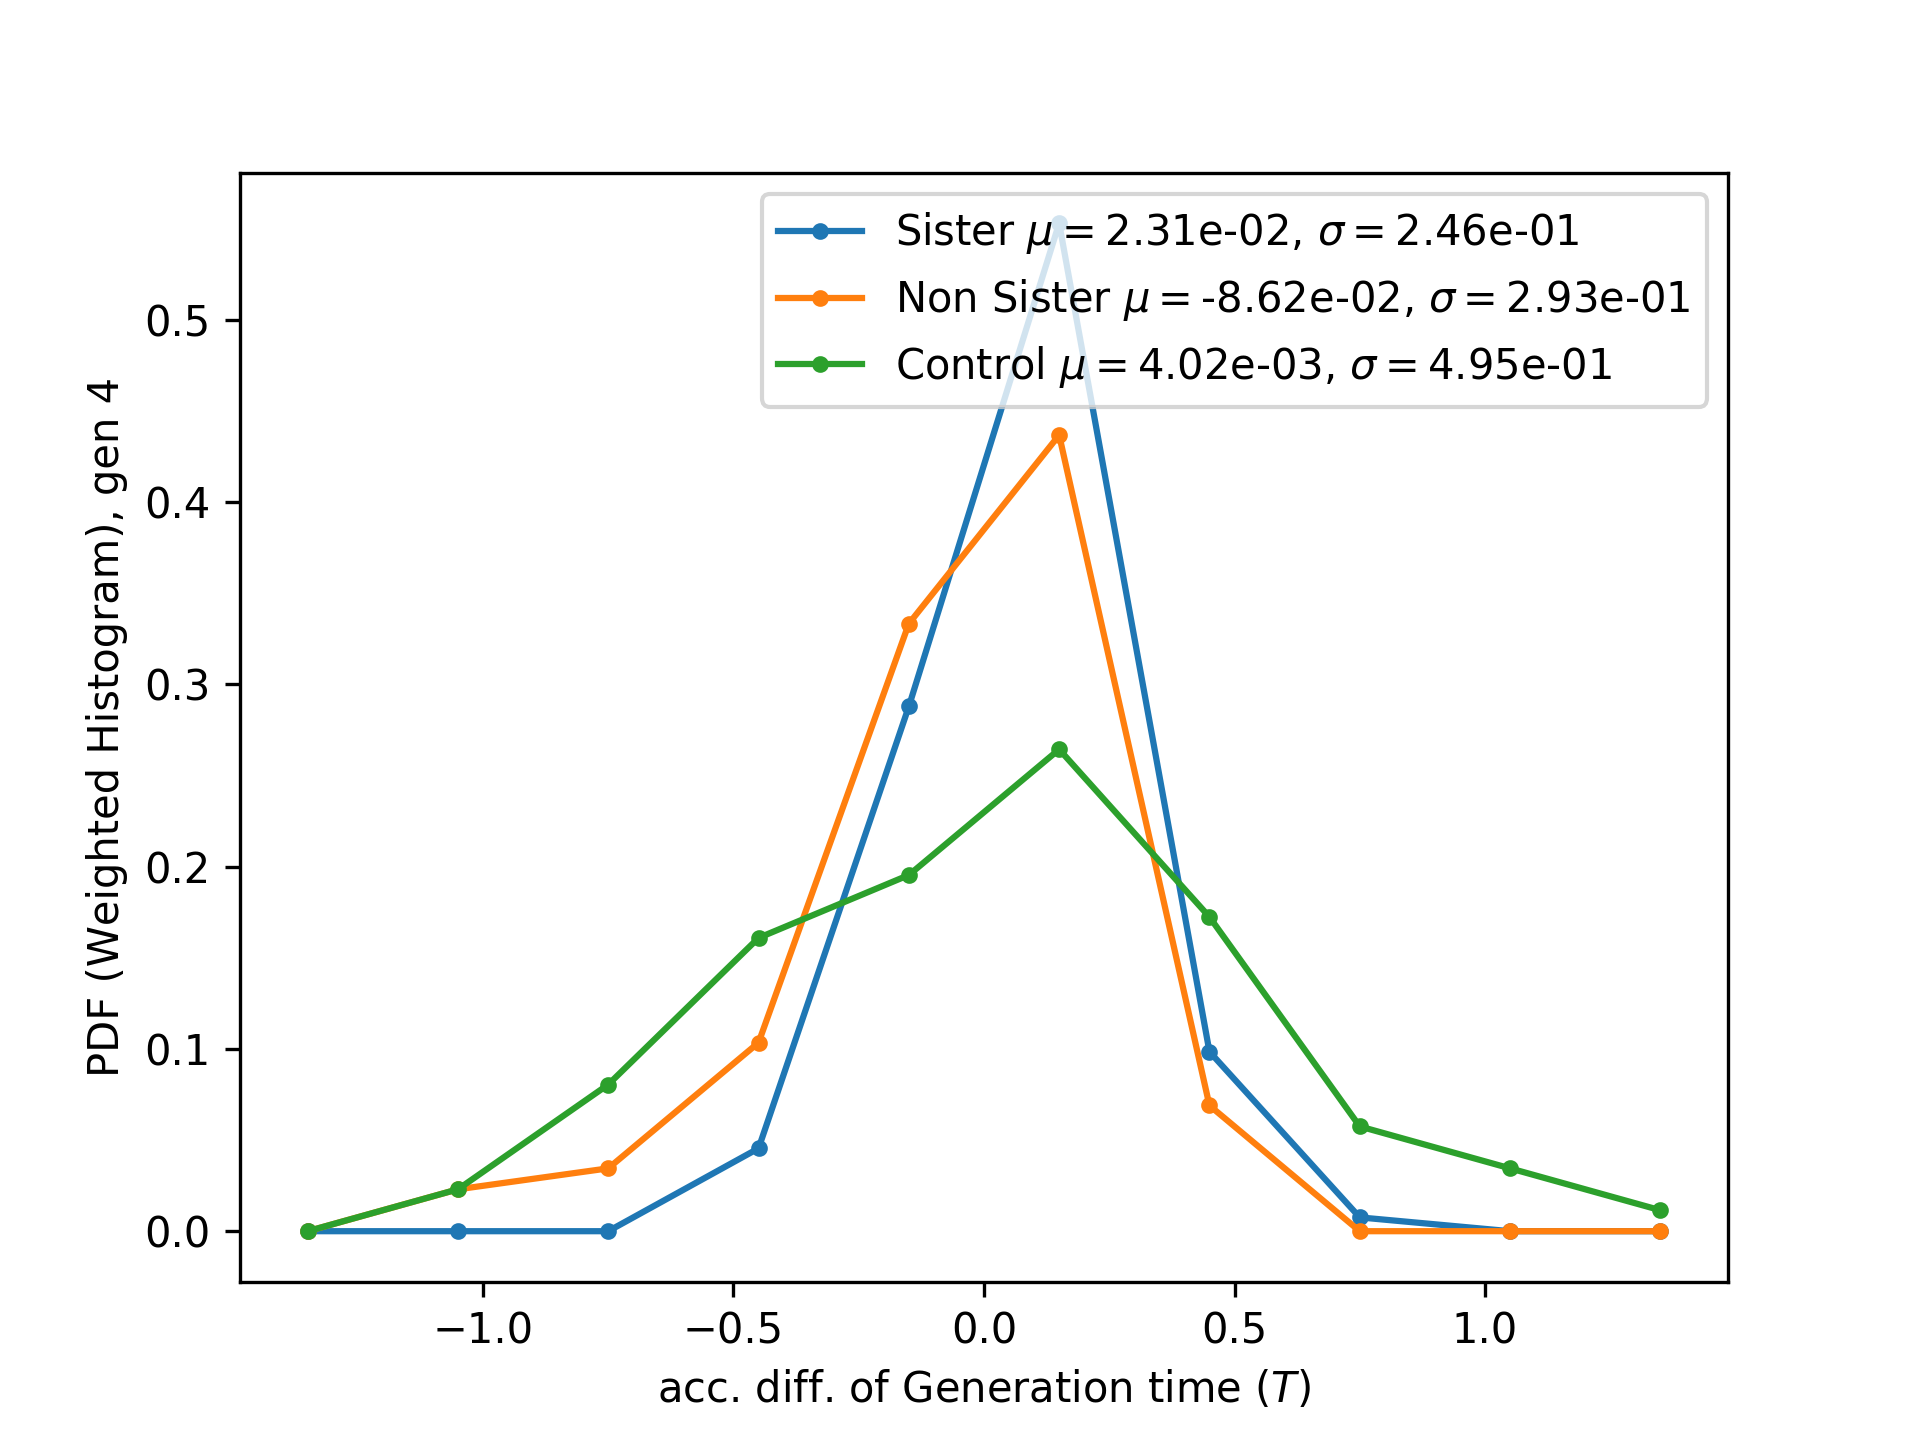 Sister μ = 2.31e-02, σ = 2.46e-01
Non Sister μ = -8.62e-02, σ = 2.93e-01
Control μ = 4.02e-03, σ = 4.95e-01
PDF (Weighted Histogram), gen 4
0.5
0.4
0.3
0.2
0.1
0.0
−1.0 −0.5 0.0 0.5 1.0
acc. diff. of Generation time (T)